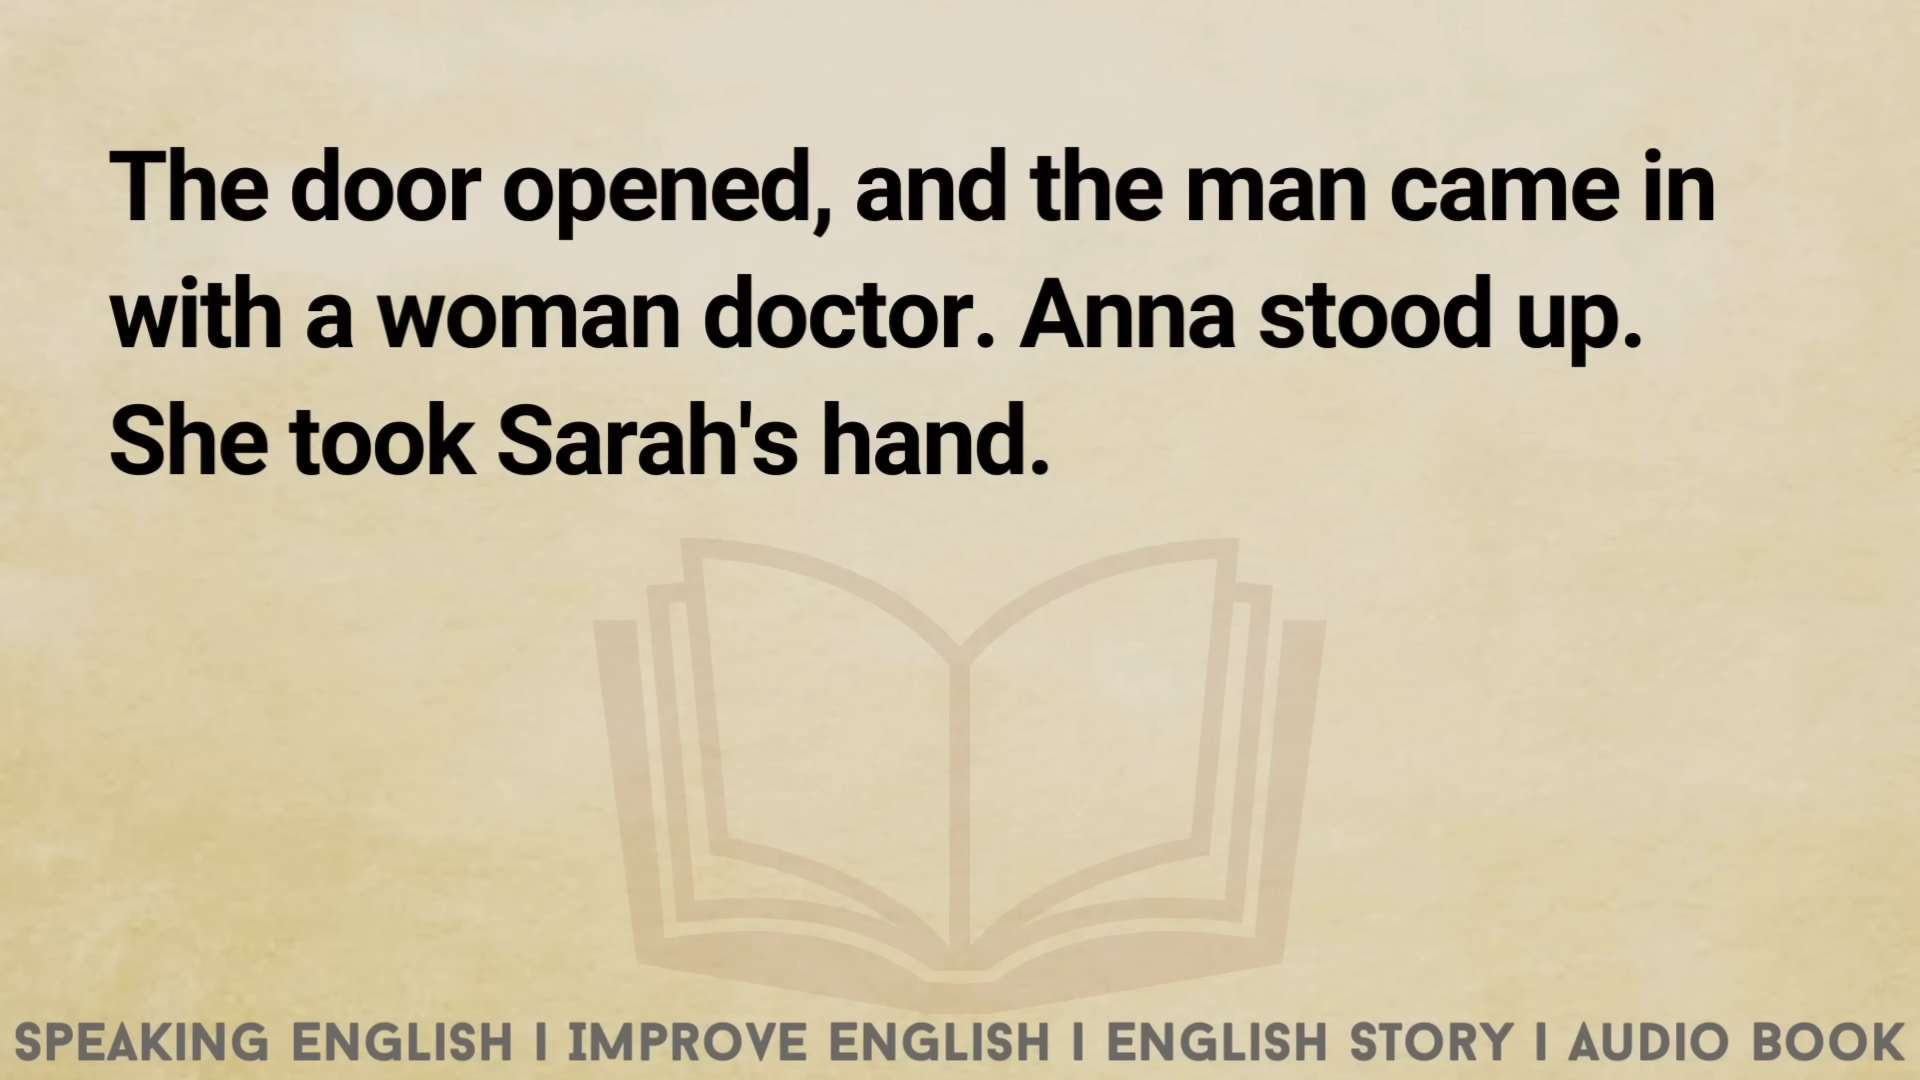 The door opened, and the man came in
with a woman doctor. Anna stood up.
She took Sarah's hand.
SPEAKING ENGLISH | IMPROVE ENGLISH | ENGLISH STORY | AUDIO BOOK